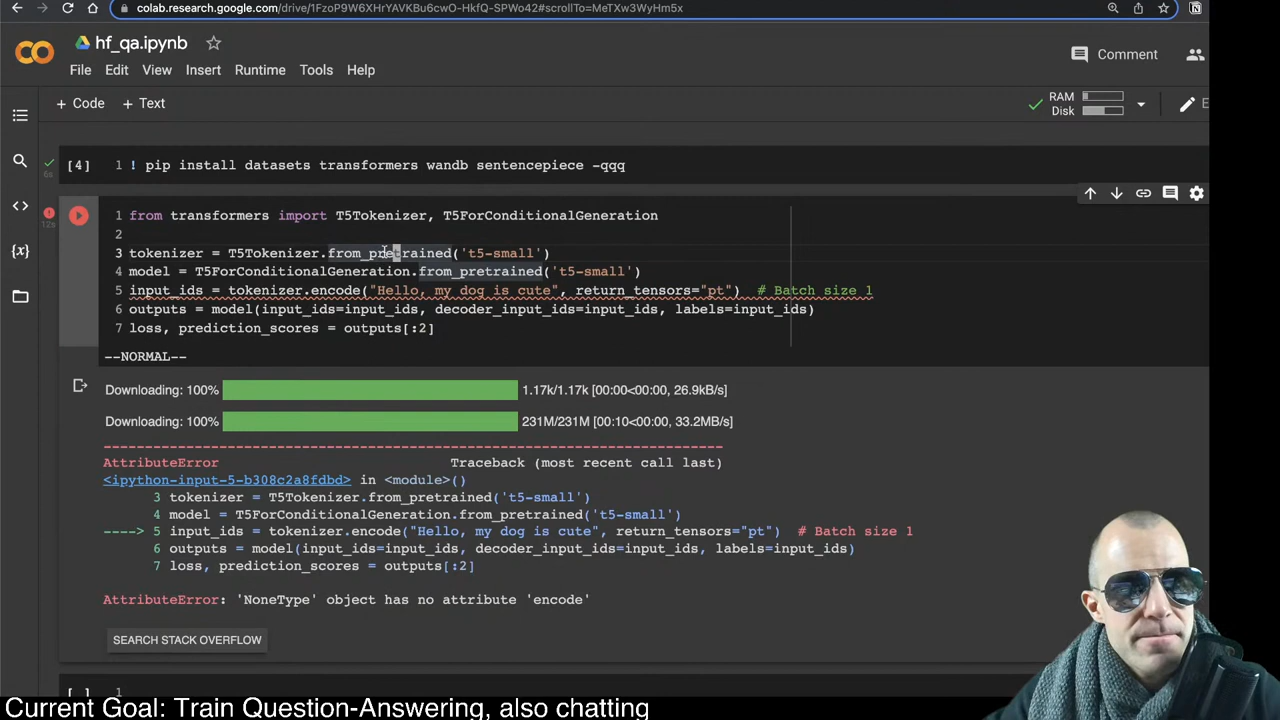 colab.research.google.com/drive/1FzoP9W6XHrYAVKBu6cwO-HkfQ-SPWo42#scrollTo=MeTXw3WyHm5x
hf_qa.ipynb
Comment
File Edit View Insert Runtime Tools Help
+ Code + Text
RAM
Disk
E
[4] 1 ! pip install datasets transformers wandb sentencepiece -qqq
6s
12s
1 from transformers import T5Tokenizer, T5ForConditionalGeneration
2
3 tokenizer = T5Tokenizer.from_pretrained('t5-small')
4 model = T5ForConditionalGeneration.from_pretrained('t5-small')
5 input_ids = tokenizer.encode("Hello, my dog is cute", return_tensors="pt")  # Batch size 1
6 outputs = model(input_ids=input_ids, decoder_input_ids=input_ids, labels=input_ids)
7 loss, prediction_scores = outputs[:2]
--NORMAL--
Downloading: 100% 1.17k/1.17k [00:00<00:00, 26.9kB/s]
Downloading: 100% 231M/231M [00:10<00:00, 33.2MB/s]
---------------------------------------------------------------------------
AttributeError Traceback (most recent call last)
<ipython-input-5-b308c2a8fdbd> in <module>()
3 tokenizer = T5Tokenizer.from_pretrained('t5-small')
4 model = T5ForConditionalGeneration.from_pretrained('t5-small')
----> 5 input_ids = tokenizer.encode("Hello, my dog is cute", return_tensors="pt")  # Batch size 1
6 outputs = model(input_ids=input_ids, decoder_input_ids=input_ids, labels=input_ids)
7 loss, prediction_scores = outputs[:2]
AttributeError: 'NoneType' object has no attribute 'encode'
SEARCH STACK OVERFLOW
[ ] 1
Current Goal: Train Question-Answering, also chatting